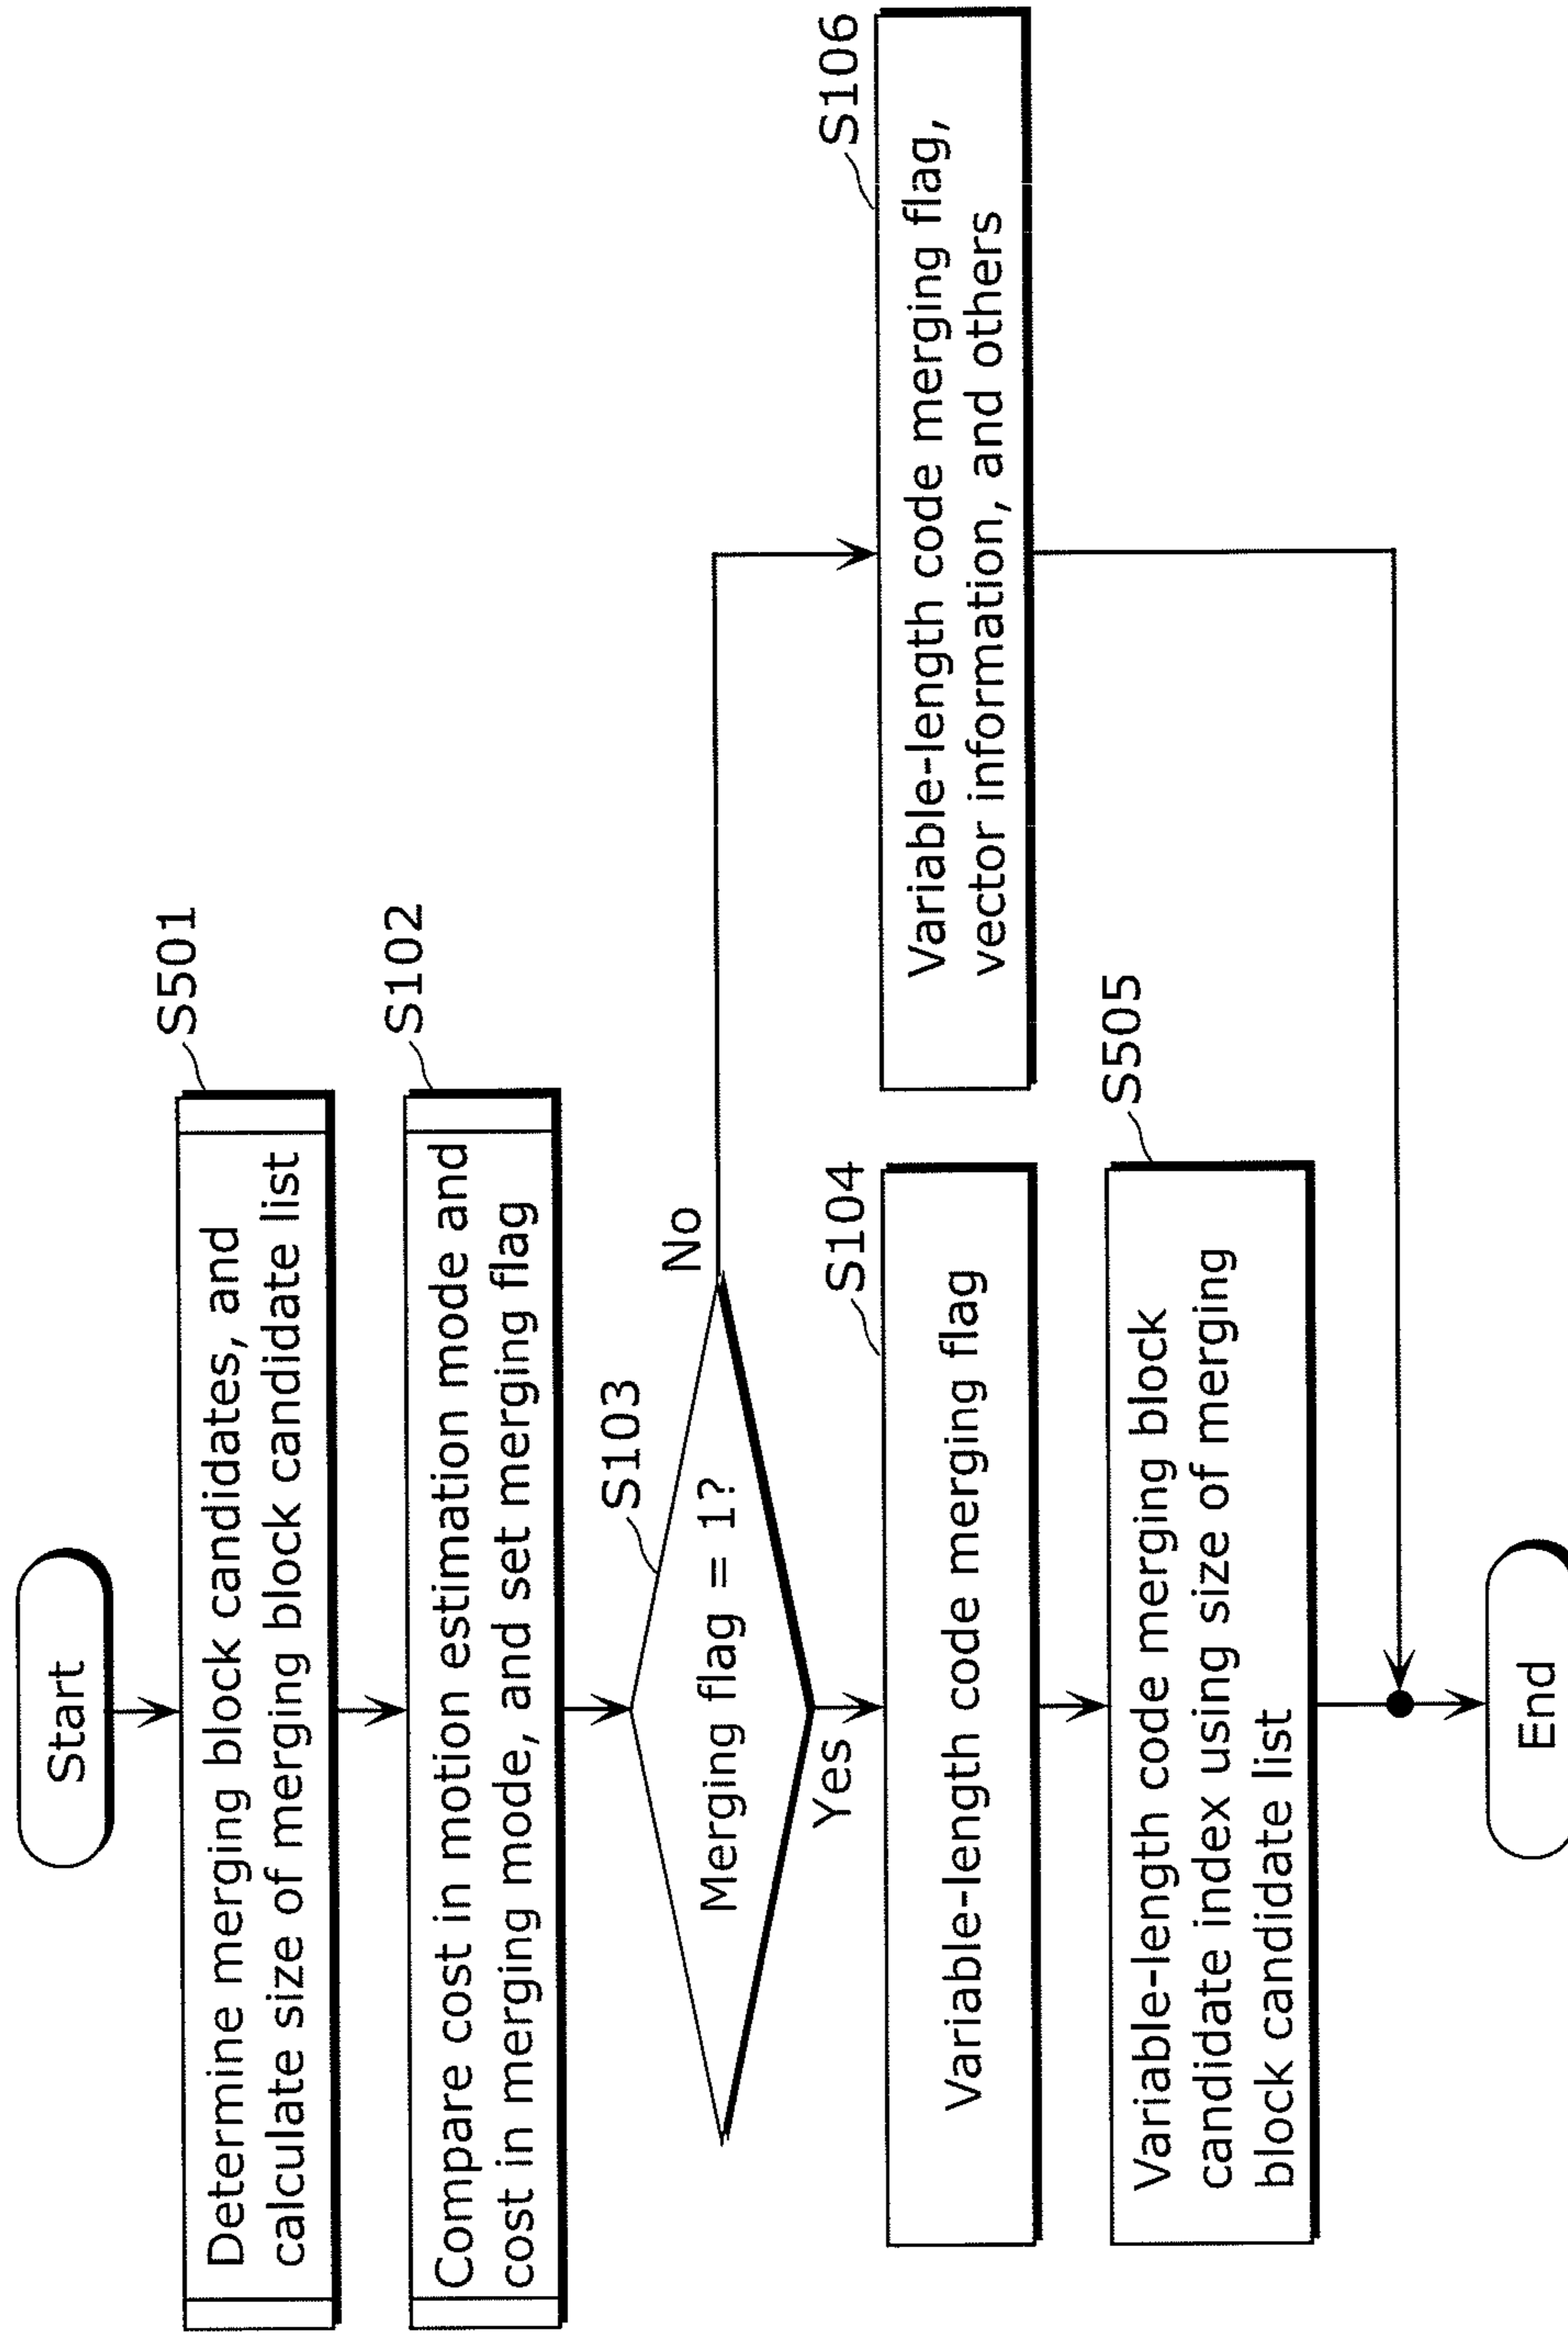 Start
S501
Determine merging block candidates, and
calculate size of merging block candidate list
S102
Compare cost in motion estimation mode and
cost in merging mode, and set merging flag
S103
Merging flag = 1?
No
Yes
S104
Variable-length code merging flag
S106
Variable-length code merging flag,
vector information, and others
S505
Variable-length code merging block
candidate index using size of merging
block candidate list
End